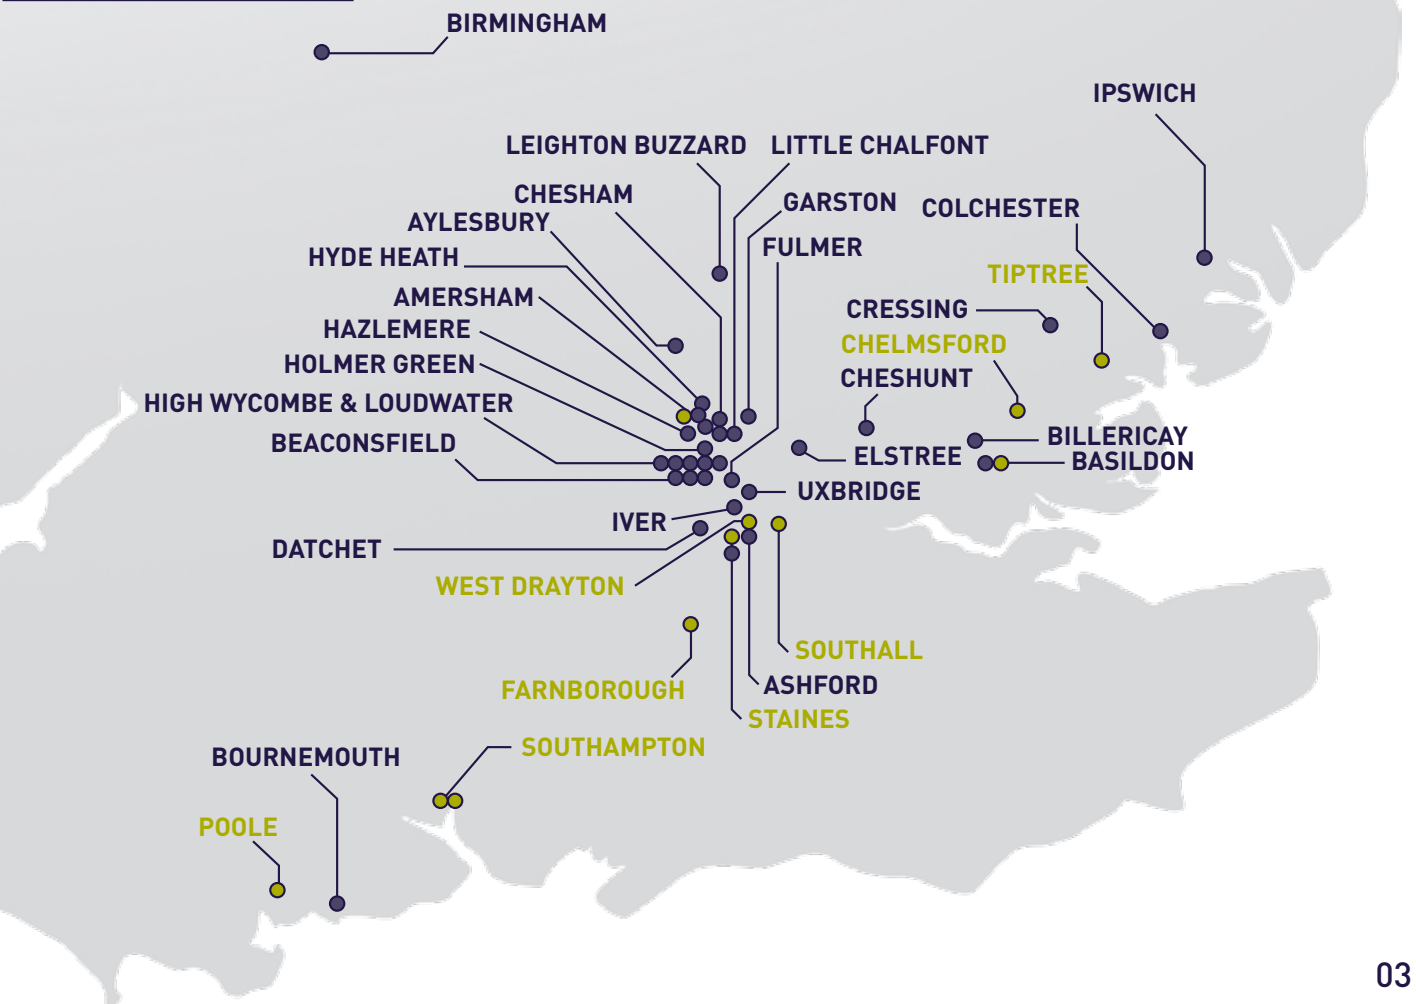 BIRMINGHAM
IPSWICH
LEIGHTON BUZZARD
LITTLE CHALFONT
CHESHAM
GARSTON
COLCHESTER
AYLESBURY
FULMER
HYDE HEATH
TIPTREE
AMERSHAM
CRESSING
HAZLEMERE
CHELMSFORD
HOLMER GREEN
CHESHUNT
HIGH WYCOMBE & LOUDWATER
BEACONSFIELD
BILLERICAY
ELSTREE
BASILDON
UXBRIDGE
IVER
DATCHET
WEST DRAYTON
SOUTHALL
ASHFORD
FARNBOROUGH
STAINES
SOUTHAMPTON
BOURNEMOUTH
POOLE
03